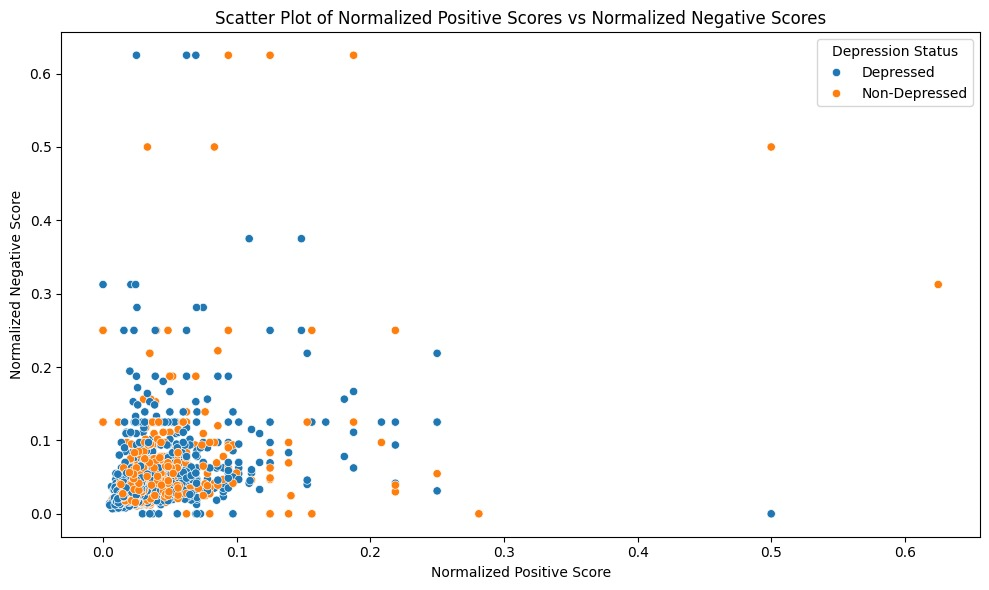 Scatter Plot of Normalized Positive Scores vs Normalized Negative Scores
Depression Status
Depressed
Non-Depressed
Normalized Negative Score
0.6
0.5
0.4
0.3
0.2
0.1
0.0
0.0 0.1 0.2 0.3 0.4 0.5 0.6
Normalized Positive Score